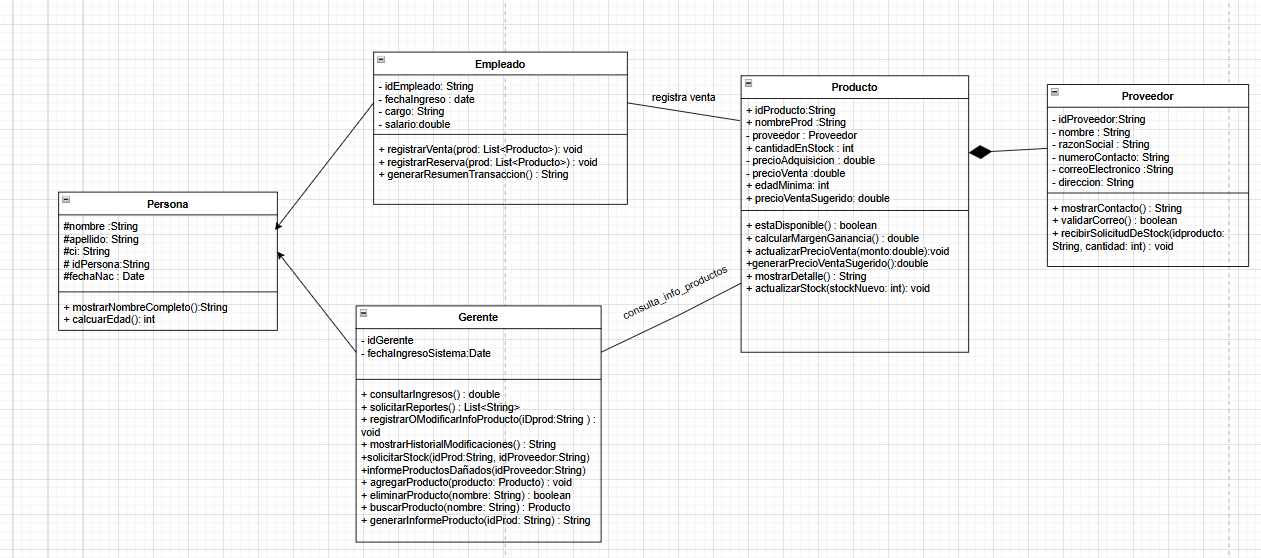 Empleado
- idEmpleado: String
- fechaIngreso : date
- cargo: String
- salario:double
+ registrarVenta(prod: List<Producto>): void
+ registrarReserva(prod: List<Producto>) : void
+ generarResumenTransaccion() : String
registra venta
Producto
+ idProducto:String
+ nombreProd :String
- proveedor : Proveedor
+ cantidadEnStock : int
- precioAdquisicion : double
- precioVenta :double
+ edadMinima: int
+ precioVentaSugerido: double
+ estaDisponible() : boolean
+ calcularMargenGanancia() : double
+ actualizarPrecioVenta(monto:double):void
+generarPrecioVentaSugerido():double
+ mostrarDetalle() : String
+ actualizarStock(stockNuevo: int): void
Proveedor
- idProveedor:String
- nombre : String
- razonSocial : String
- numeroContacto: String
- correoElectronico :String
- direccion: String
+ mostrarContacto() : String
+ validarCorreo() : boolean
+ recibirSolicitudDeStock(idproducto:
String, cantidad: int) : void
Persona
#nombre :String
#apellido: String
#ci: String
# idPersona:String
#fechaNac : Date
+ mostrarNombreCompleto():String
+ calcuarEdad(): int
consulta_info_productos
Gerente
- idGerente
- fechaIngresoSistema:Date
+ consultarIngresos() : double
+ solicitarReportes() : List<String>
+ registrarOModificarInfoProducto(iDprod:String ) :
void
+ mostrarHistorialModificaciones() : String
+solicitarStock(idProd:String, idProveedor:String)
+informeProductosDañados(idProveedor:String)
+ agregarProducto(producto: Producto) : void
+ eliminarProducto(nombre: String) : boolean
+ buscarProducto(nombre: String) : Producto
+ generarInformeProducto(idProd: String) : String